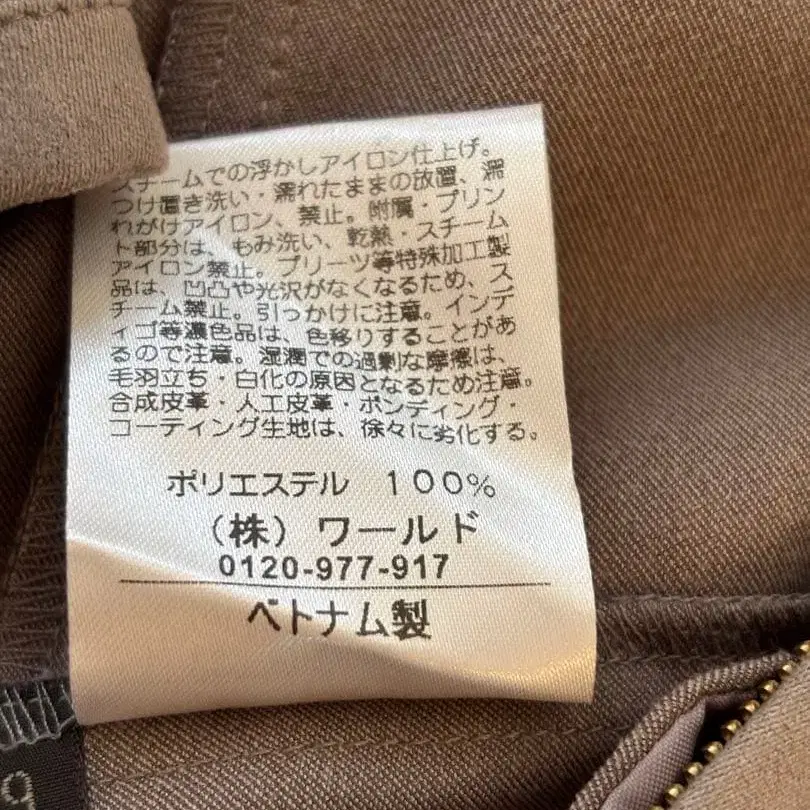 スチームでの浮かしアイロン仕上げ。
つけ置き洗い・濡れたままの放置、濡
れがけアイロン、禁止。附属・プリン
ト部分は、もみ洗い、乾熱・スチーム
アイロン禁止。プリーツ等特殊加工製
品は、凹凸や光沢がなくなるため、ス
チーム禁止。引っかけに注意。インデ
ィゴ等濃色品は、色移りすることがあ
るので注意。湿潤での過剰な摩擦は、
毛羽立ち・白化の原因となるため注意。
合成皮革・人工皮革・ボンディング・
コーティング生地は、徐々に劣化する。
ポリエステル 100%
(株) ワールド
0120-977-917
ベトナム製
9